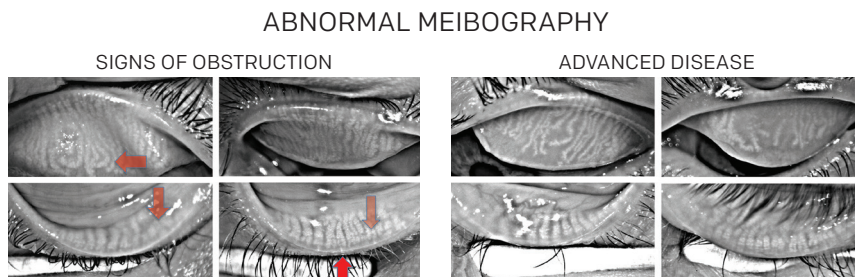 ABNORMAL MEIBOGRAPHY
SIGNS OF OBSTRUCTION
ADVANCED DISEASE